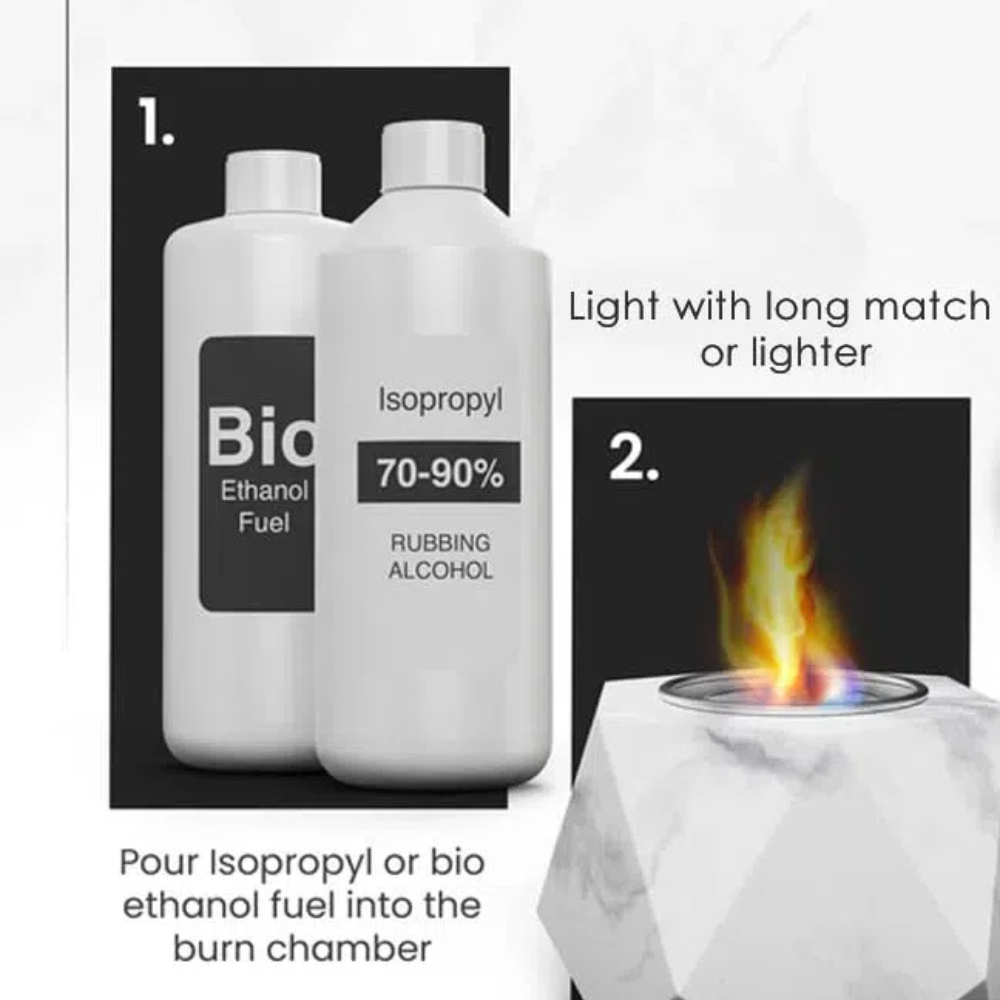 1.
Bio
Ethanol
Fuel
Isopropyl
70-90%
RUBBING
ALCOHOL
Pour Isopropyl or bio
ethanol fuel into the
burn chamber
Light with long match
or lighter
2.